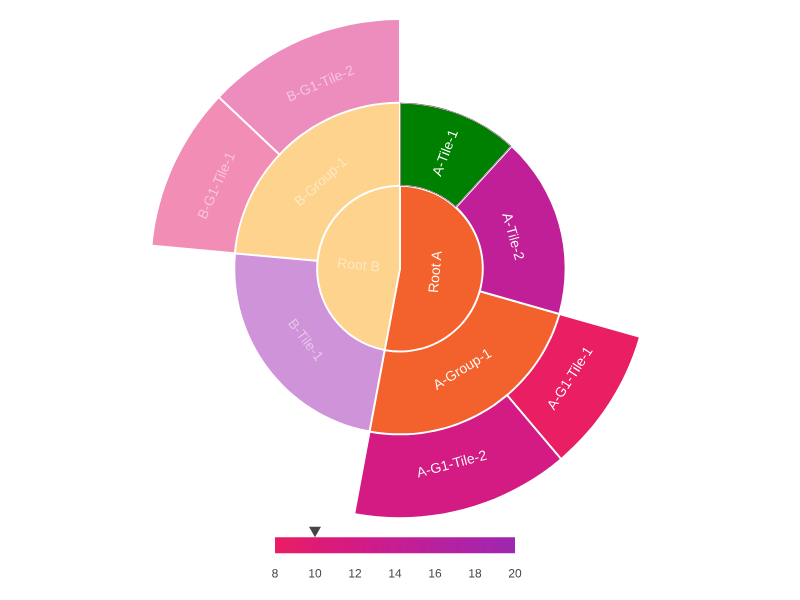 B-G1-Tile-2
A-Tile-1
B-G1-Tile-1
B-Group-1
A-Tile-2
Root B
Root A
B-Tile-1
A-Group-1
A-G1-Tile-1
A-G1-Tile-2
8 10 12 14 16 18 20